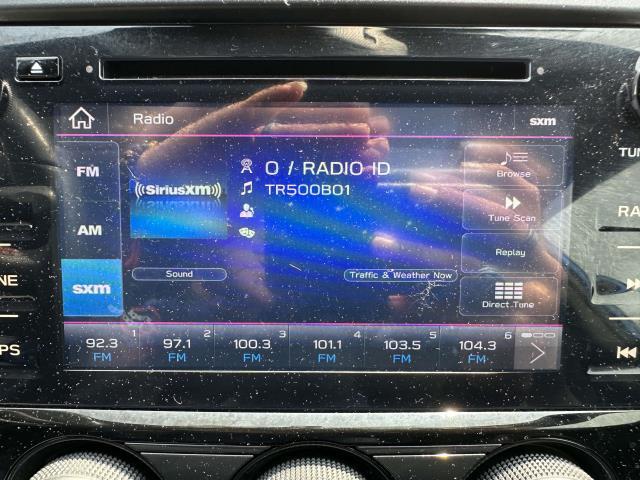 Radio
sxm
FM
AM
sxm
((SiriusXM))
Sound
0 / RADIO ID
TR500B01
Traffic & Weather Now
Browse
Tune Scan
Replay
Direct Tune
1 2 3 4 5 6
92.3 97.1 100.3 101.1 103.5 104.3
FM FM FM FM FM FM